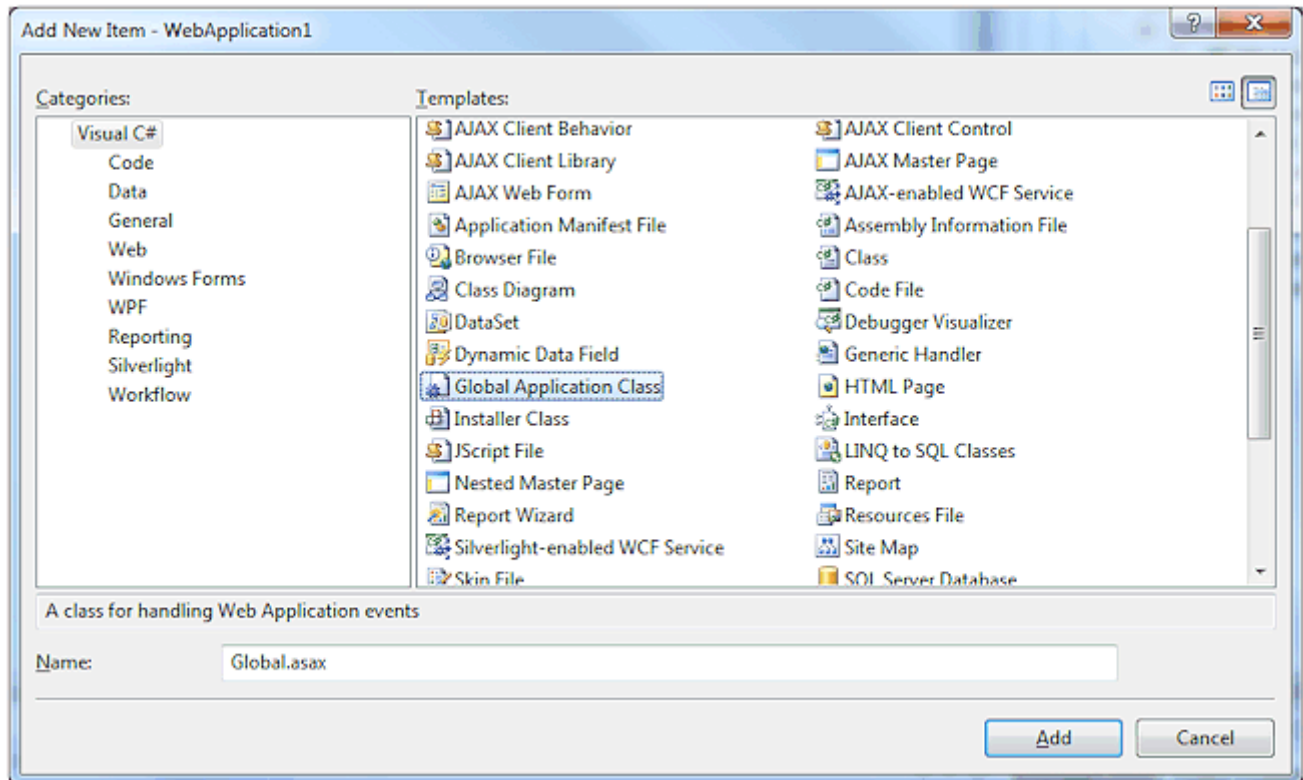 Add New Item - WebApplication1
Categories:
Templates:
Visual C#
Code
Data
General
Web
Windows Forms
WPF
Reporting
Silverlight
Workflow
AJAX Client Behavior
AJAX Client Control
AJAX Client Library
AJAX Master Page
AJAX Web Form
AJAX-enabled WCF Service
Application Manifest File
Assembly Information File
Browser File
Class
Class Diagram
Code File
DataSet
Debugger Visualizer
Dynamic Data Field
Generic Handler
Global Application Class
HTML Page
Installer Class
Interface
JScript File
LINQ to SQL Classes
Nested Master Page
Report
Report Wizard
Resources File
Silverlight-enabled WCF Service
Site Map
Skin File
SQL Server Database
A class for handling Web Application events
Name:
Global.asax
Add
Cancel